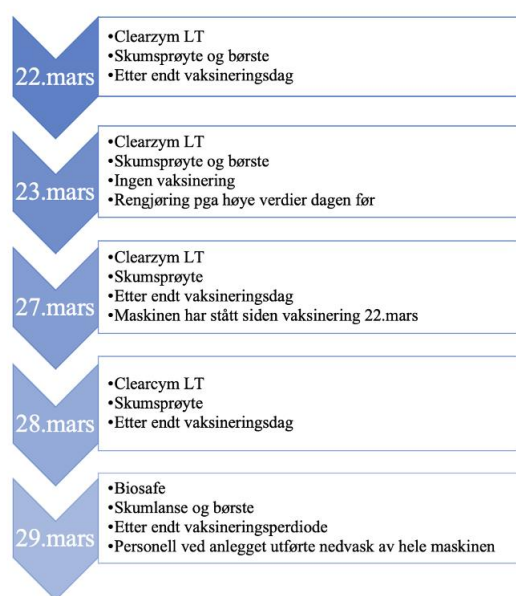 22.mars
•Clearzym LT
•Skumsprøyte og børste
•Etter endt vaksineringsdag
23.mars
•Clearzym LT
•Skumsprøyte og børste
•Ingen vaksinering
•Rengjøring pga høye verdier dagen før
27.mars
•Clearzym LT
•Skumsprøyte
•Etter endt vaksineringsdag
•Maskinen har stått siden vaksinering 22.mars
28.mars
•Clearcym LT
•Skumsprøyte
•Etter endt vaksineringsdag
29.mars
•Biosafe
•Skumlanse og børste
•Etter endt vaksineringsperdiode
•Personell ved anlegget utførte nedvask av hele maskinen